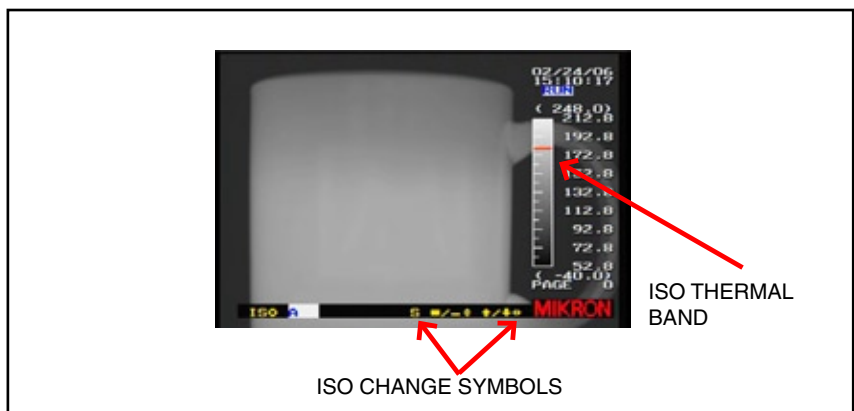 02/24/06
15:10:17
RUN
( 248.0)
212.8
192.8
172.8
132.8
112.8
92.8
72.8
52.8
( -40.0)
PAGE 0
ISO A S
MIKRON
ISO THERMAL
BAND
ISO CHANGE SYMBOLS